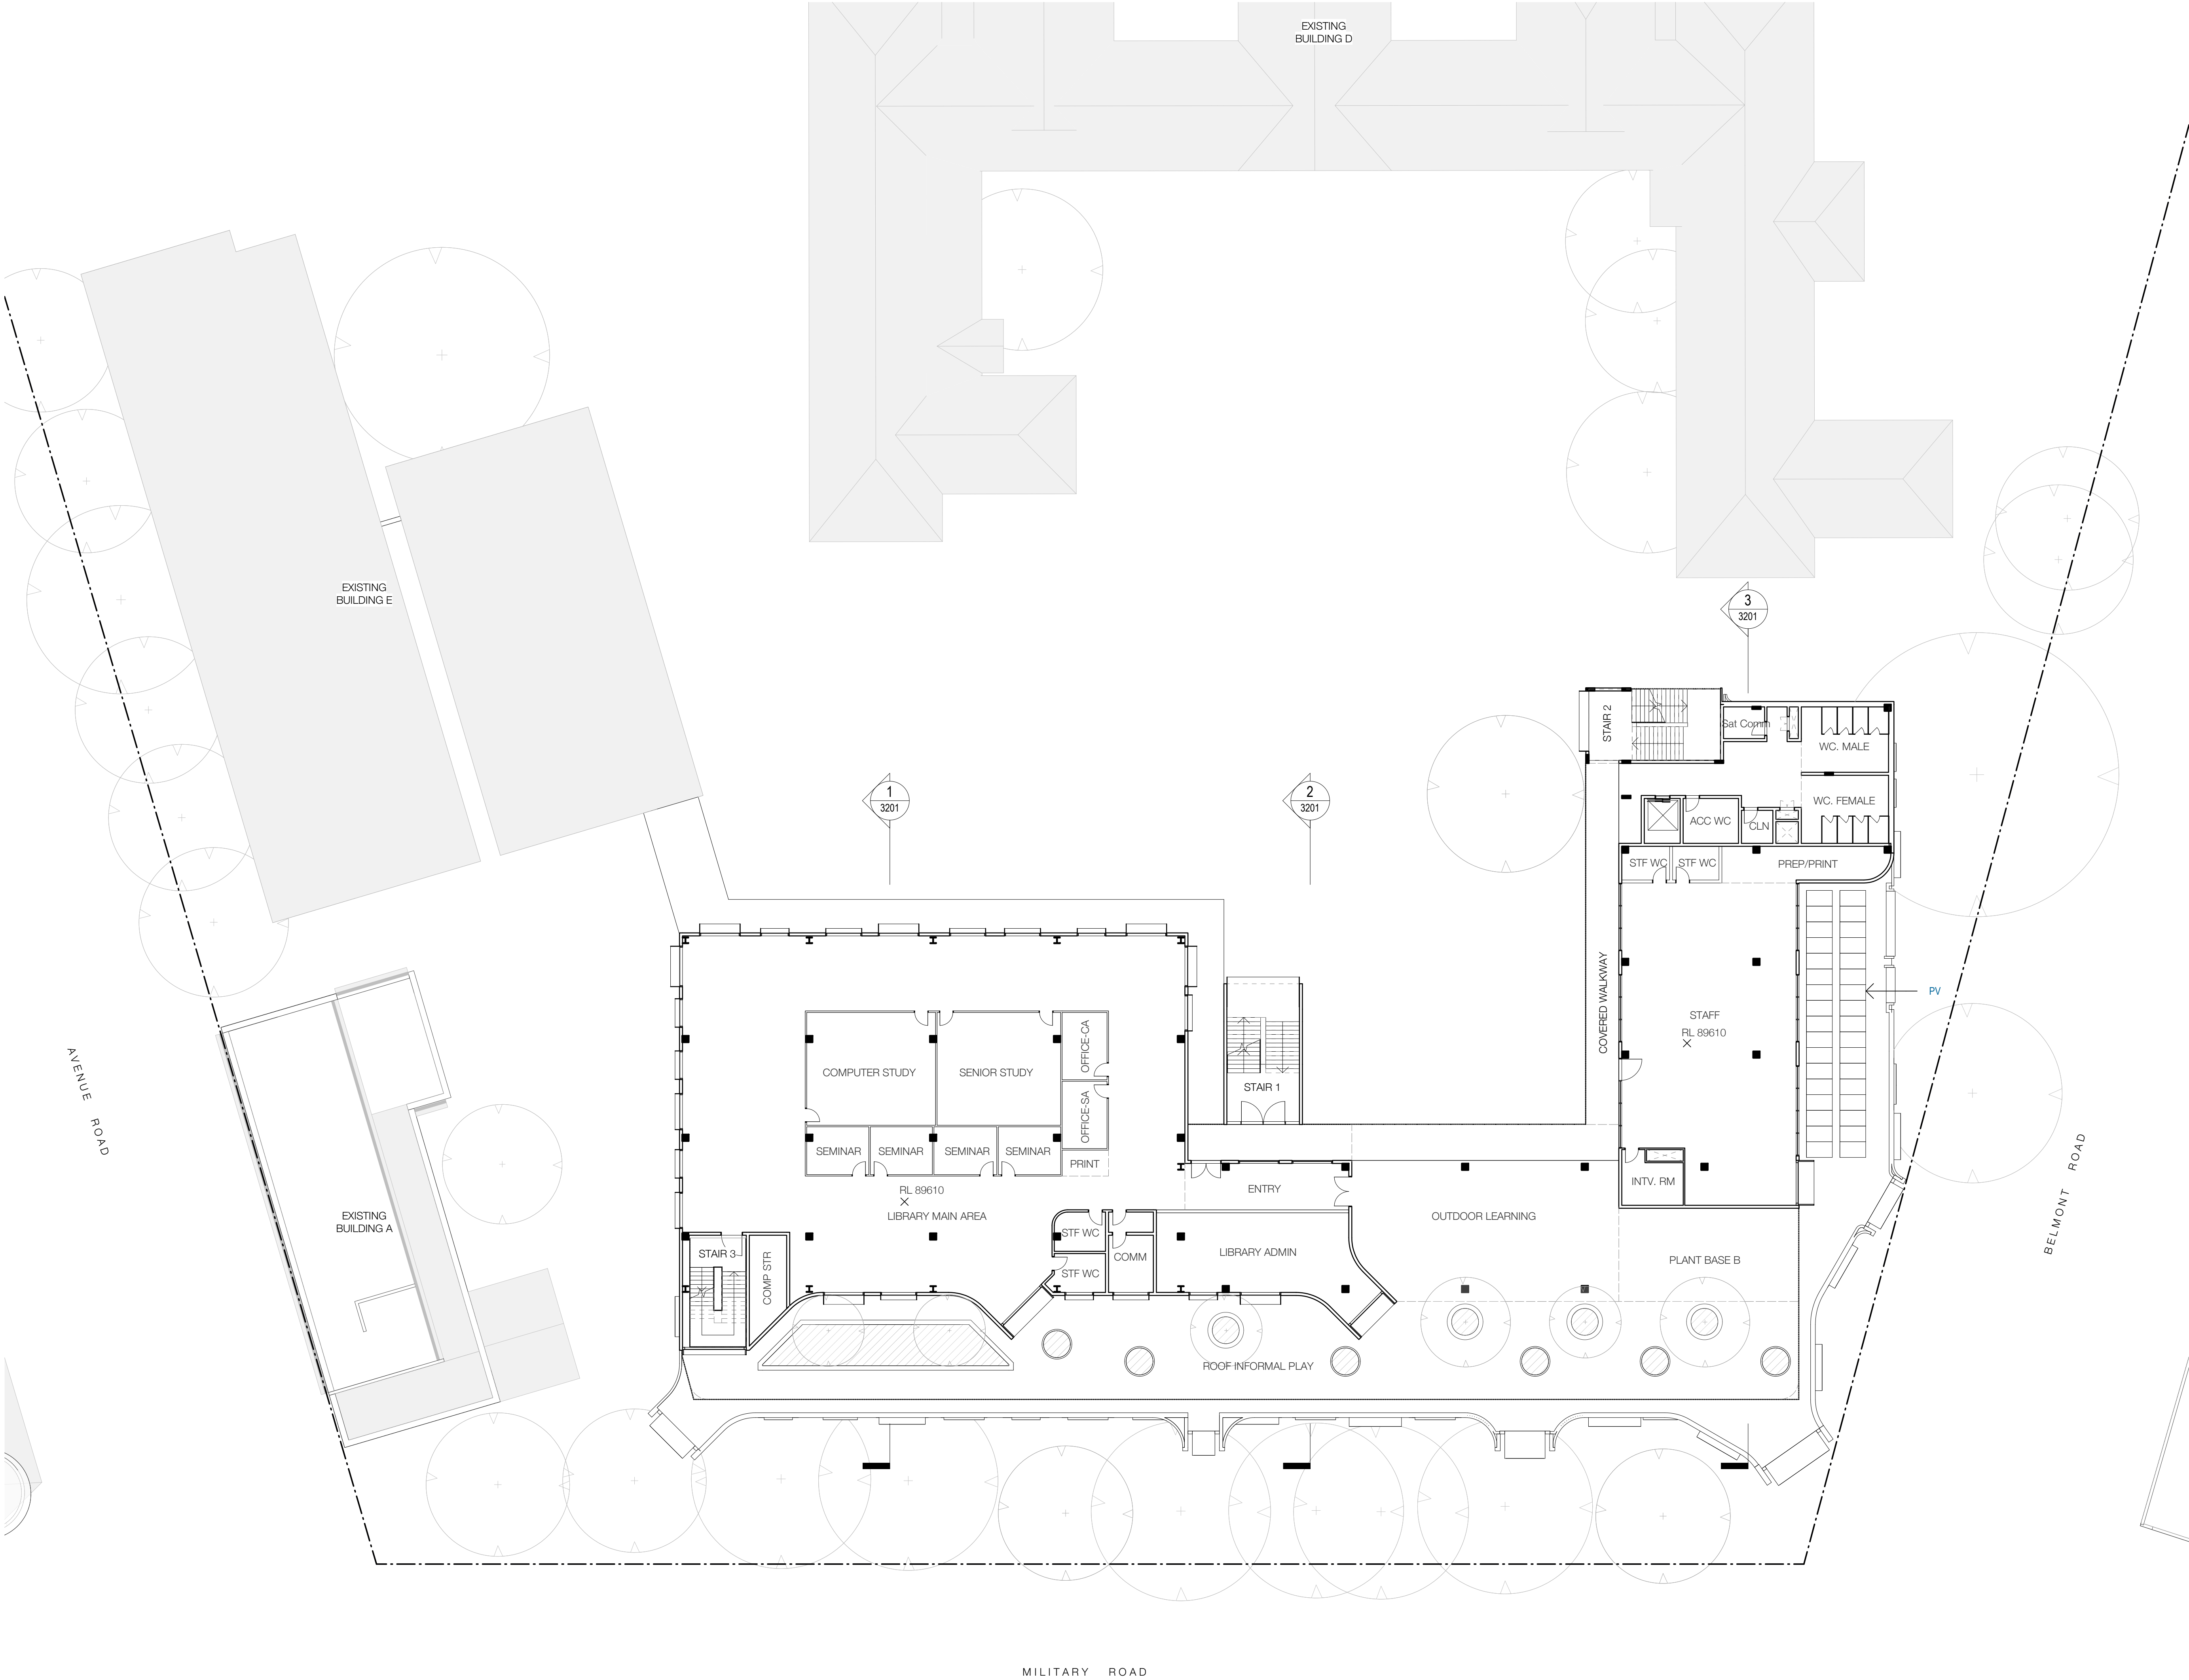 EXISTING
BUILDING D
EXISTING
BUILDING E
3
3201
STAIR 2
Sat Comm
WC. MALE
1
3201
2
3201
WC. FEMALE
ACC WC
CLN
STF WC
STF WC
PREP/PRINT
COVERED WALKWAY
PV
STAFF
RL 89610
AVENUE ROAD
COMPUTER STUDY
SENIOR STUDY
OFFICE-CA
OFFICE-SA
STAIR 1
SEMINAR
SEMINAR
SEMINAR
SEMINAR
PRINT
BELMONT ROAD
INTV. RM
RL 89610
LIBRARY MAIN AREA
ENTRY
OUTDOOR LEARNING
EXISTING
BUILDING A
STF WC
STAIR 3
COMP STR
COMM
LIBRARY ADMIN
PLANT BASE B
STF WC
ROOF INFORMAL PLAY
MILITARY ROAD